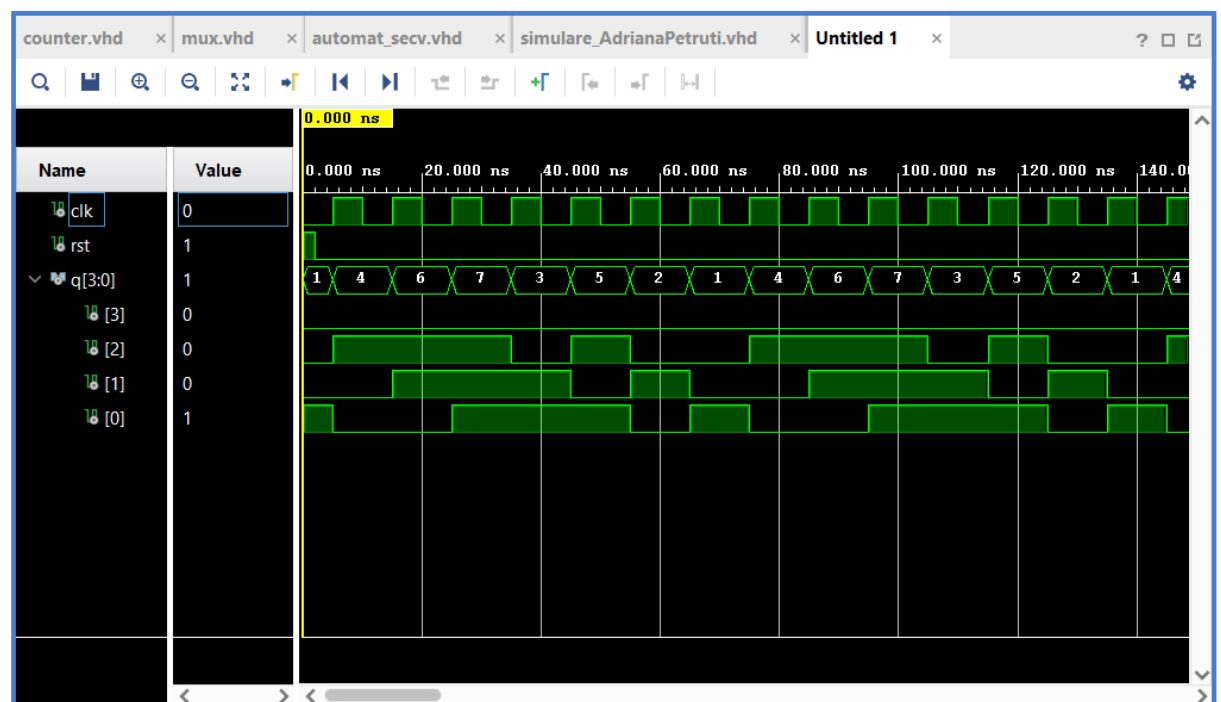 counter.vhd × mux.vhd × automat_secv.vhd × simulare_AdrianaPetruti.vhd × Untitled 1 × ?
0.000 ns
Name Value 0.000 ns 20.000 ns 40.000 ns 60.000 ns 80.000 ns 100.000 ns 120.000 ns 140.0
clk 0
rst 1
q[3:0] 1 1 4 6 7 3 5 2 1 4 6 7 3 5 2 1 4
[3] 0
[2] 0
[1] 0
[0] 1